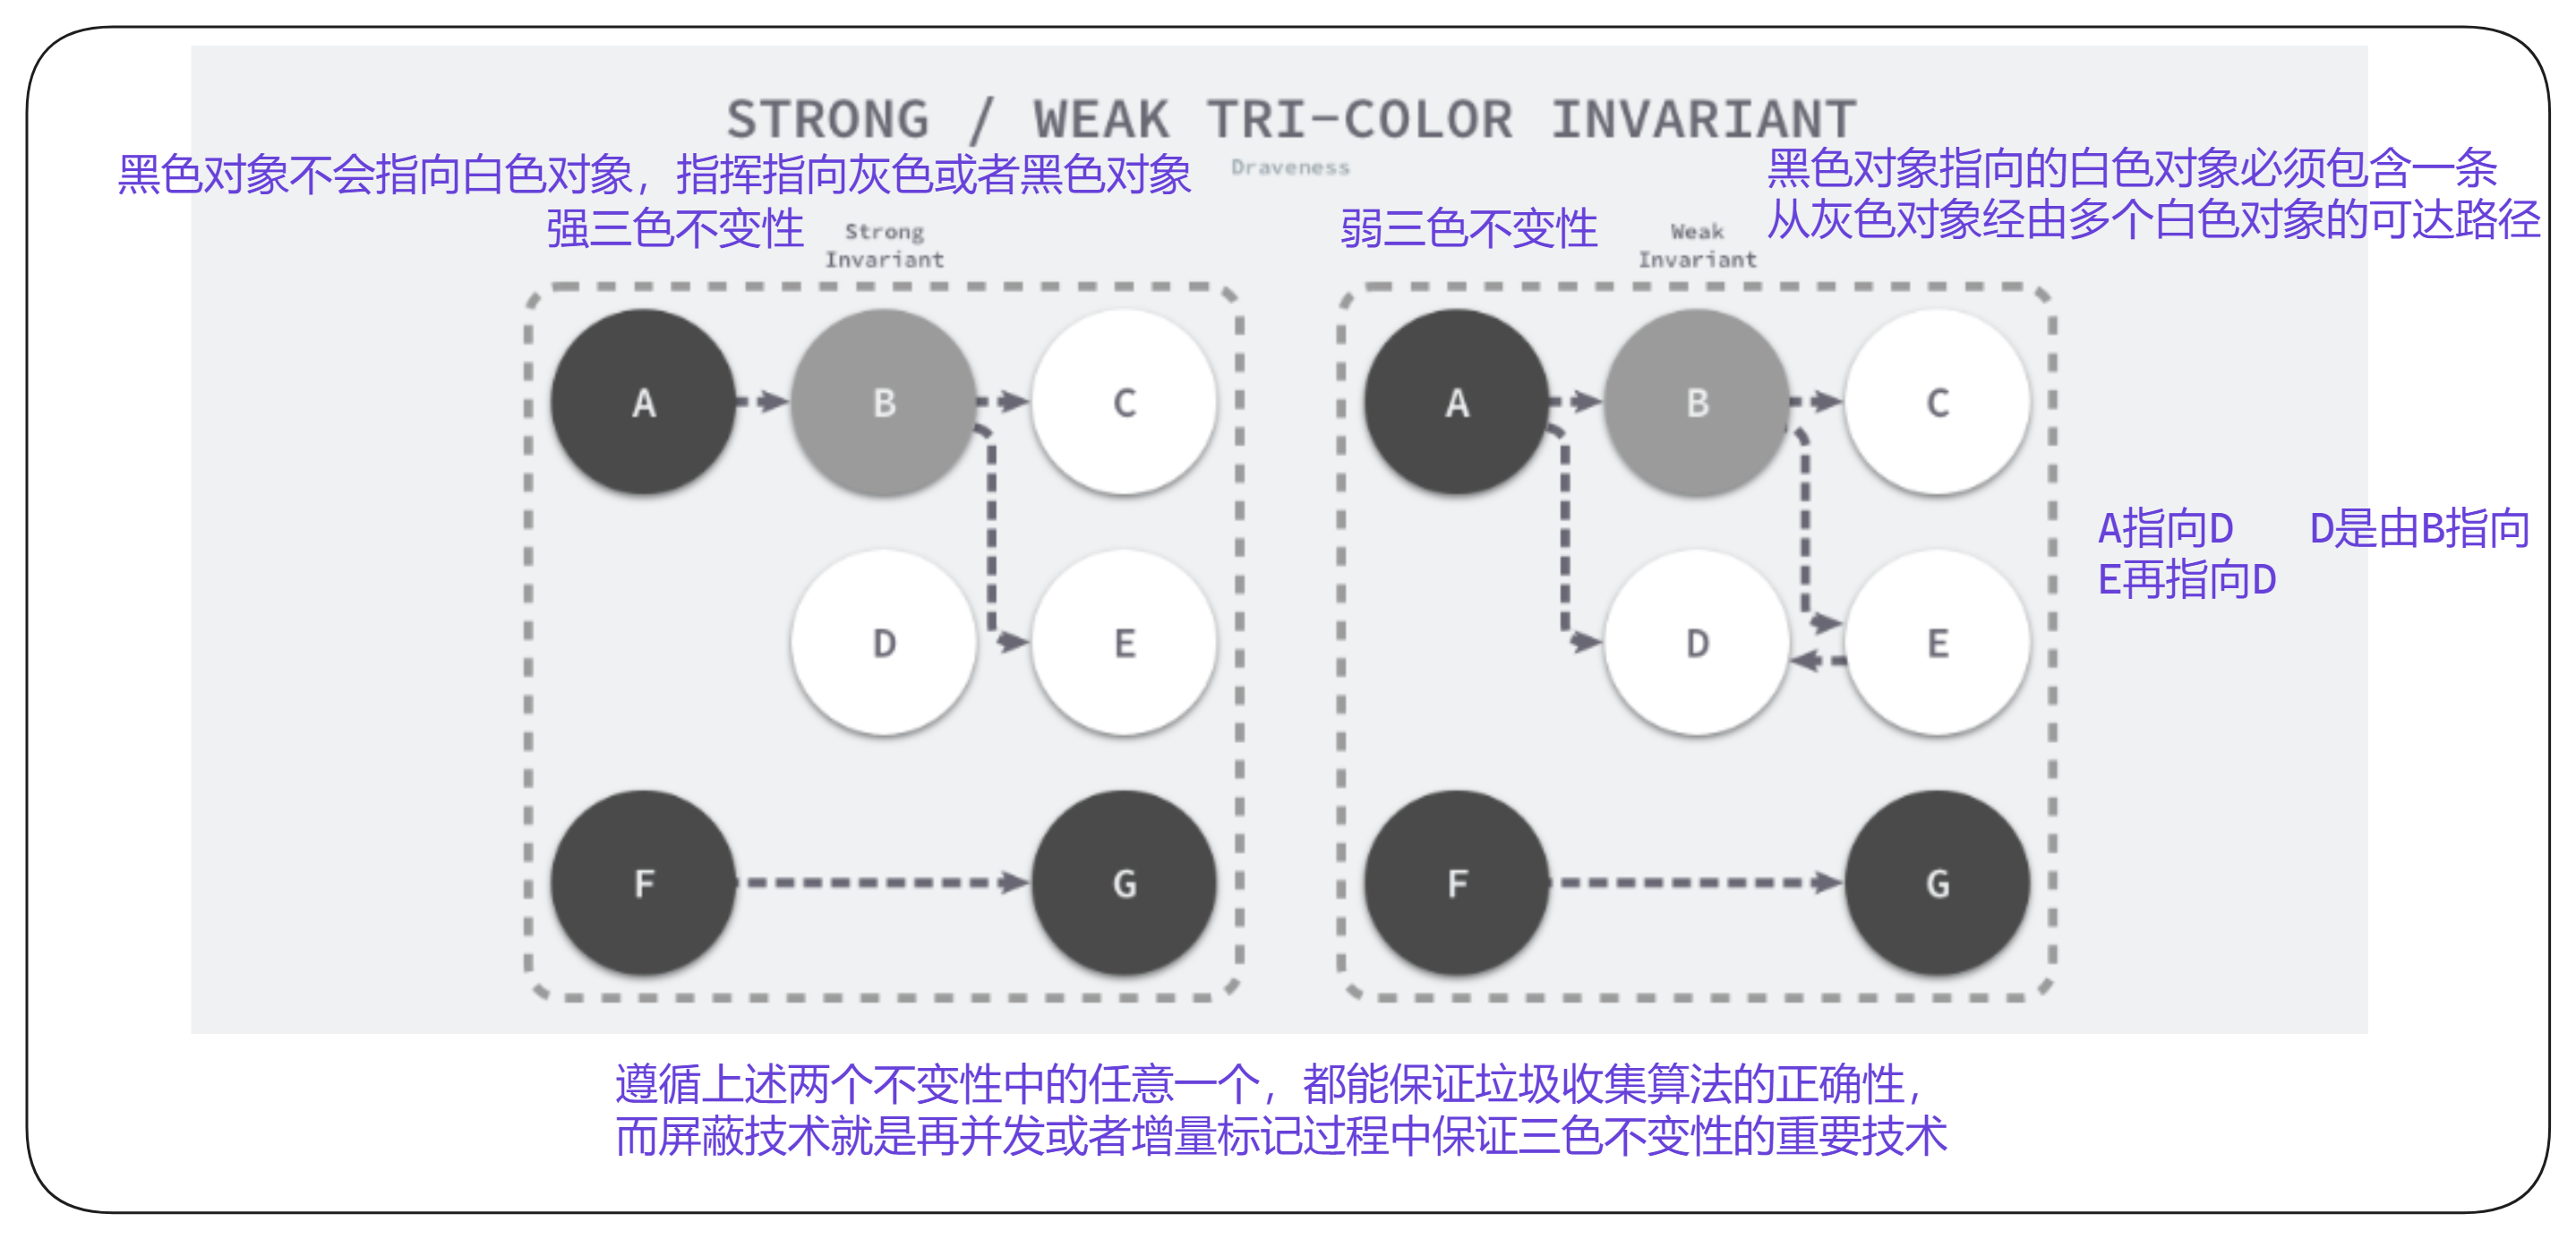 STRONG / WEAK TRI-COLOR INVARIANT
Draveness
黑色对象不会指向白色对象，指挥指向灰色或者黑色对象
黑色对象指向的白色对象必须包含一条
从灰色对象经由多个白色对象的可达路径
强三色不变性
Strong
Invariant
弱三色不变性
Weak
Invariant
A
B
C
D
E
F
G
A
B
C
D
E
F
G
A指向D D是由B指向
E再指向D
遵循上述两个不变性中的任意一个，都能保证垃圾收集算法的正确性，
而屏蔽技术就是再并发或者增量标记过程中保证三色不变性的重要技术